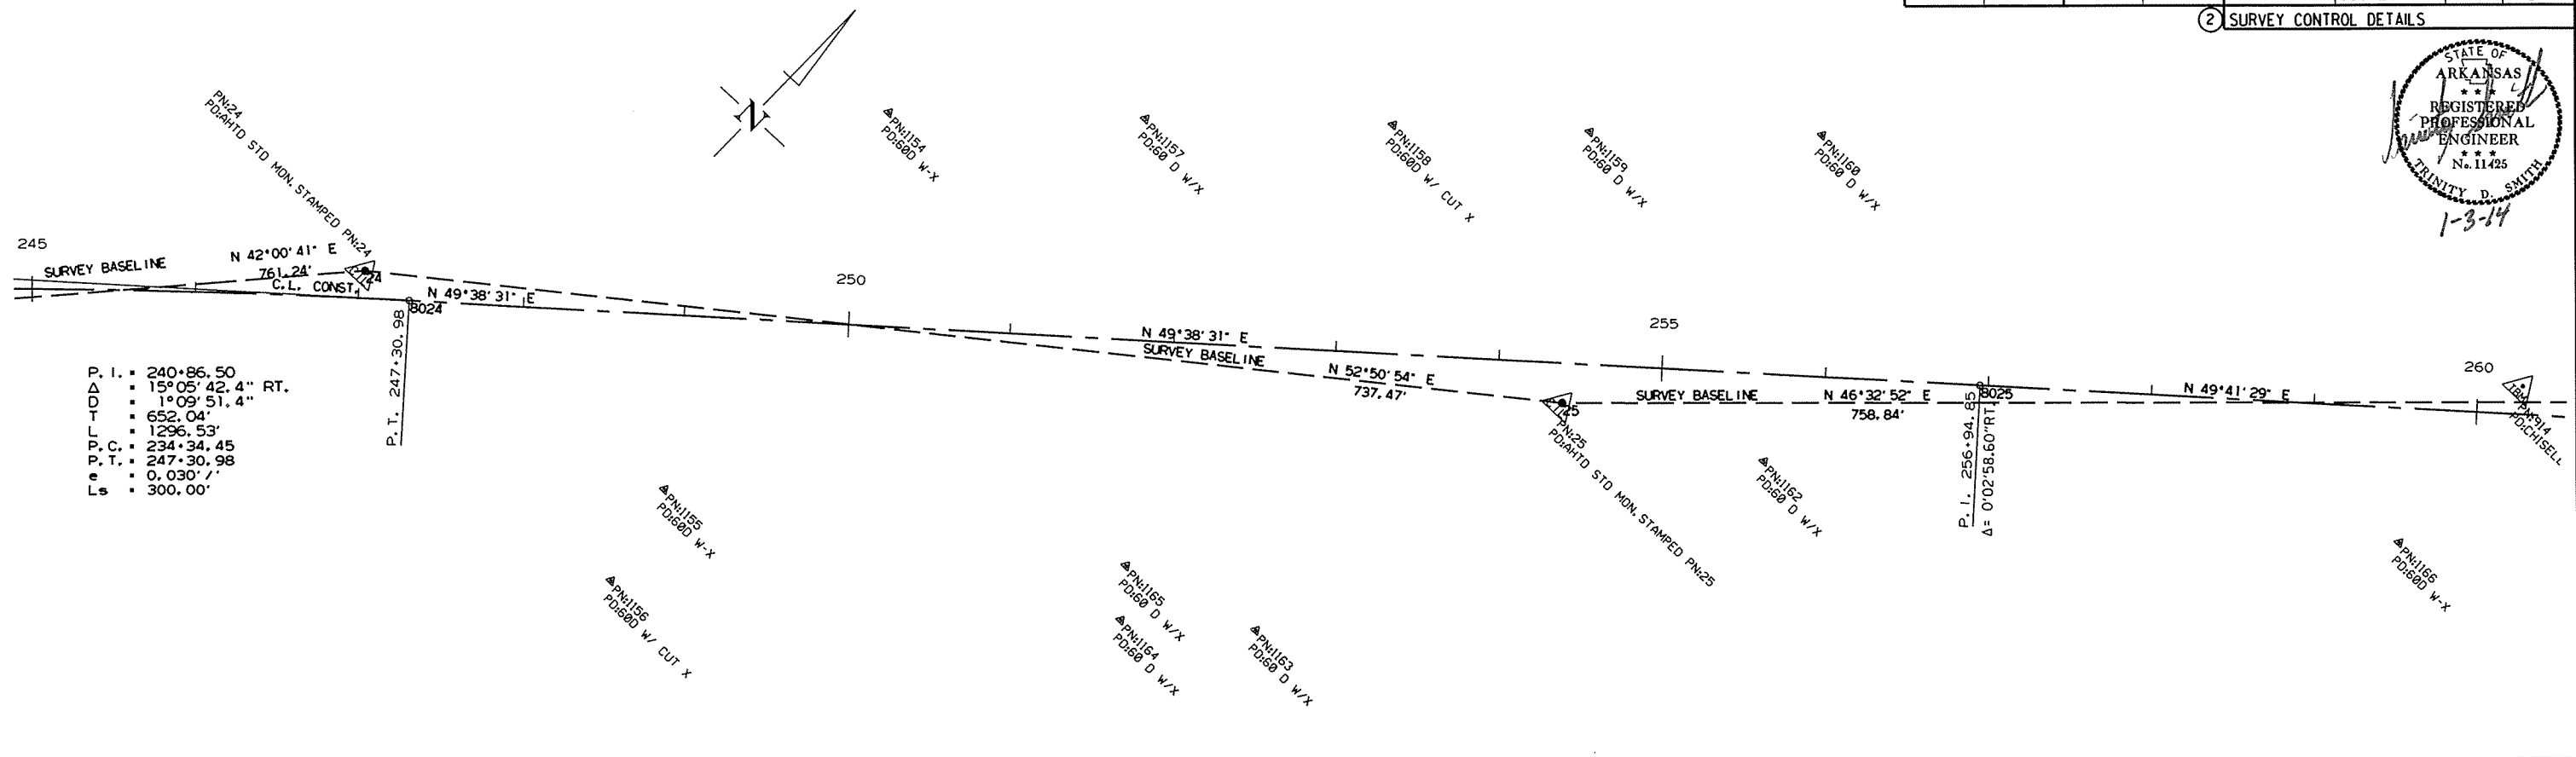 2 SURVEY CONTROL DETAILS
STATE OF
ARKANSAS
★ ★ ★
REGISTERED
PROFESSIONAL
ENGINEER
★ ★ ★
No. 11425
TRINITY D. SMITH
1-3-14
PN:24
PD:AHTD STD MON. STAMPED PN:24
PN:1154
PD:60D W-X
PN:1157
PD:60 D W/X
PN:1158
PD:60D W/ CUT X
PN:1159
PD:60 D W/X
PN:1160
PD:60 D W/X
245
SURVEY BASELINE
N 42°00'41" E
761.24'
C.L. CONST.
24
N 49°38'31" E
8024
P.T. 247+30.98
250
N 49°38'31" E
SURVEY BASELINE
N 52°50'54" E
737.47'
255
25
PN:25
PD:AHTD STD MON. STAMPED PN:25
SURVEY BASELINE
N 46°32'52" E
758.84'
8025
P.I. 256+94.85
Δ= 0°02'58.60"RT.
N 49°41'29" E
260
TBM
PN:914
PD:CHISELL
P.I. = 240+86.50
Δ = 15°05'42.4" RT.
D = 1°09'51.4"
T = 652.04'
L = 1296.53'
P.C. = 234+34.45
P.T. = 247+30.98
e = 0.030'/'
Ls = 300.00'
PN:1155
PD:60D W-X
PN:1156
PD:60D W/ CUT X
PN:1165
PD:60 D W/X
PN:1164
PD:60 D W/X
PN:1163
PD:60 D W/X
PN:1162
PD:60 D W/X
PN:1166
PD:60D W-X